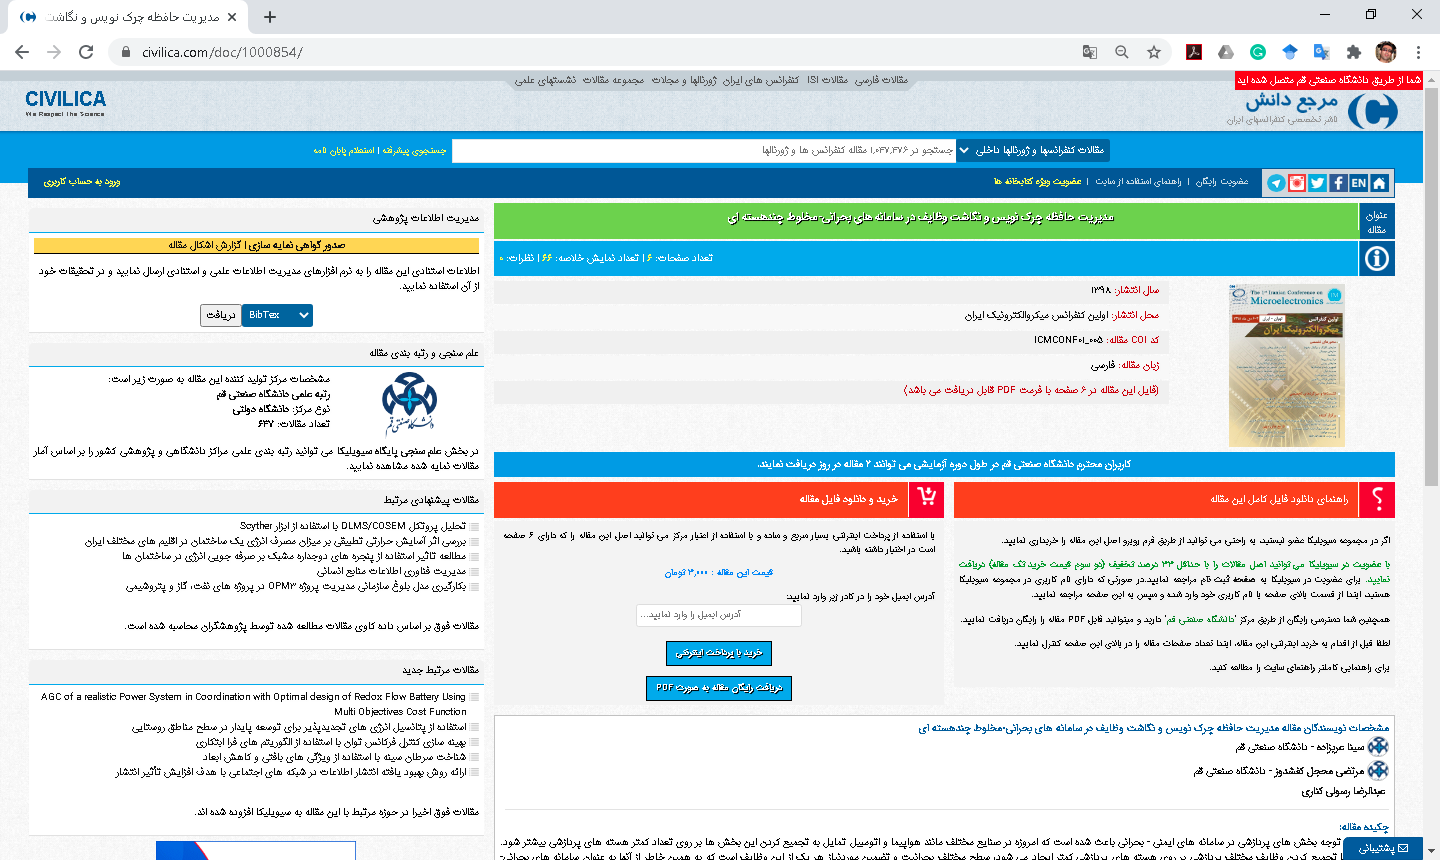 مدیریت حافظه چرک نویس و نگاشت
civilica.com/doc/1000854/
شما از طریق دانشگاه صنعتی قم متصل شده اید
مقالات فارسی مقالات ISI کنفرانس های ایران ژورنالها و مجلات مجموعه مقالات نشستهای علمی
CIVILICA
We Respect the Science
مرجع دانش
ناشر تخصصی کنفرانسهای ایران
مقالات کنفرانسها و ژورنالها داخلی
جستجو در ۱,۰۴۷,۴۷۶ مقاله کنفرانس ها و ژورنالها
جستجوی پیشرفته | استعلام پایان نامه
EN
عضویت رایگان | راهنمای استفاده از سایت | عضویت ویژه کتابخانه ها
ورود به حساب کاربری
عنوان مقاله
مدیریت حافظه چرک نویس و نگاشت وظایف در سامانه های بحرانی-مخلوط چندهسته ای
تعداد صفحات: ۶ | تعداد نمایش خلاصه: ۶۶ | نظرات: ۰
The 1st Iranian Conference on
Microelectronics
اولین کنفرانس
میکروالکترونیک ایران
سال انتشار: ۱۳۹۸
محل انتشار: اولین کنفرانس میکروالکترونیک ایران
کد COI مقاله: ICMCONF01_005
زبان مقاله: فارسی
(فایل این مقاله در ۶ صفحه با فرمت PDF قابل دریافت می باشد)
کاربران محترم دانشگاه صنعتی قم در طول دوره آزمایشی می توانند ۲ مقاله در روز دریافت نمایند.
راهنمای دانلود فایل کامل این مقاله
اگر در مجموعه سیویلیکا عضو نیستید، به راحتی می توانید از طریق فرم روبرو اصل این مقاله را خریداری نمایید.
با عضویت در سیویلیکا می توانید اصل مقالات را با حداقل ۳۳ درصد تخفیف (دو سوم قیمت خرید تک مقاله) دریافت
نمایید. برای عضویت در سیویلیکا به صفحه ثبت نام مراجعه نمایید.در صورتی که دارای نام کاربری در مجموعه سیویلیکا
هستید، ابتدا از قسمت بالای صفحه با نام کاربری خود وارد شده و سپس به این صفحه مراجعه نمایید.
همچنین شما دسترسی رایگان از طریق مرکز "دانشگاه صنعتی قم" دارید و میتوانید فایل PDF مقاله را رایگان دریافت نمایید.
لطفا قبل از اقدام به خرید اینترنتی این مقاله، ابتدا تعداد صفحات مقاله را در بالای این صفحه کنترل نمایید.
برای راهنمایی کاملتر راهنمای سایت را مطالعه کنید.
خرید و دانلود فایل مقاله
با استفاده از پرداخت اینترنتی بسیار سریع و ساده و با استفاده از اعتبار مرکز می توانید اصل این مقاله را که دارای ۶ صفحه
است در اختیار داشته باشید.
قیمت این مقاله : ۳,۰۰۰ تومان
آدرس ایمیل خود را در کادر زیر وارد نمایید:
آدرس ایمیل را وارد نمایید...
خرید با پرداخت اینترنتی
دریافت رایگان مقاله به صورت PDF
مشخصات نویسندگان مقاله مدیریت حافظه چرک نویس و نگاشت وظایف در سامانه های بحرانی-مخلوط چندهسته ای
سینا عربزاده - دانشگاه صنعتی قم
مرتضی محجل کفشدوز - دانشگاه صنعتی قم
عبدالرضا رسولی کناری
چکیده مقاله:
توجه بخش های پردازشی در سامانه های ایمنی - بحرانی باعث شده است که امروزه در صنایع مختلف مانند هواپیما و اتومبیل تمایل به تجمیع کردن این بخش ها بر روی تعداد کمتر هسته های پردازشی بیشتر شود.
پشتیبانی
مدیریت اطلاعات پژوهشی
صدور گواهی نمایه سازی | گزارش اشکال مقاله
اطلاعات استنادی این مقاله را به نرم افزارهای مدیریت اطلاعات علمی و استنادی ارسال نمایید و در تحقیقات خود
از آن استفاده نمایید.
BibTex
دریافت
علم سنجی و رتبه بندی مقاله
مشخصات مرکز تولید کننده این مقاله به صورت زیر است:
رتبه علمی دانشگاه صنعتی قم
نوع مرکز: دانشگاه دولتی
تعداد مقالات: ۶۳۷
در بخش علم سنجی پایگاه سیویلیکا می توانید رتبه بندی علمی مراکز دانشگاهی و پژوهشی کشور را بر اساس آمار
مقالات نمایه شده مشاهده نمایید.
مقالات پیشنهادی مرتبط
تحلیل پروتکل DLMS/COSEM با استفاده از ابزار Scyther
بررسی اثر آسایش حرارتی تطبیقی بر میزان مصرف انرژی یک ساختمان در اقلیم های مختلف ایران
مطالعه تاثیر استفاده از پنجره های دوجداره مشبک بر صرفه جویی انرژی در ساختمان ها
مدیریت فناوری اطلاعات منابع انسانی
بکارگیری مدل بلوغ سازمانی مدیریت پروژه OPM3 در پروژه های نفت، گاز و پتروشیمی
مقالات فوق بر اساس داده کاوی مقالات مطالعه شده توسط پژوهشگران محاسبه شده است.
مقالات مرتبط جدید
AGC of a realistic Power System in Coordination with Optimal design of Redox Flow Battery Using
Multi Objectives Cost Function
استفاده از پتانسیل انرژی های تجدیدپذیر برای توسعه پایدار در سطح مناطق روستایی
بهینه سازی کنترل فرکانس توان با استفاده از الگوریتم های فرا ابتکاری
شناخت سرطان سینه با استفاده از ویژگی های بافتی و کاهش ابعاد
ارائه روش بهبود یافته انتشار اطلاعات در شبکه های اجتماعی با هدف افزایش تأثیر انتشار
مقالات فوق اخیرا در حوزه مرتبط با این مقاله به سیویلیکا افزوده شده اند.